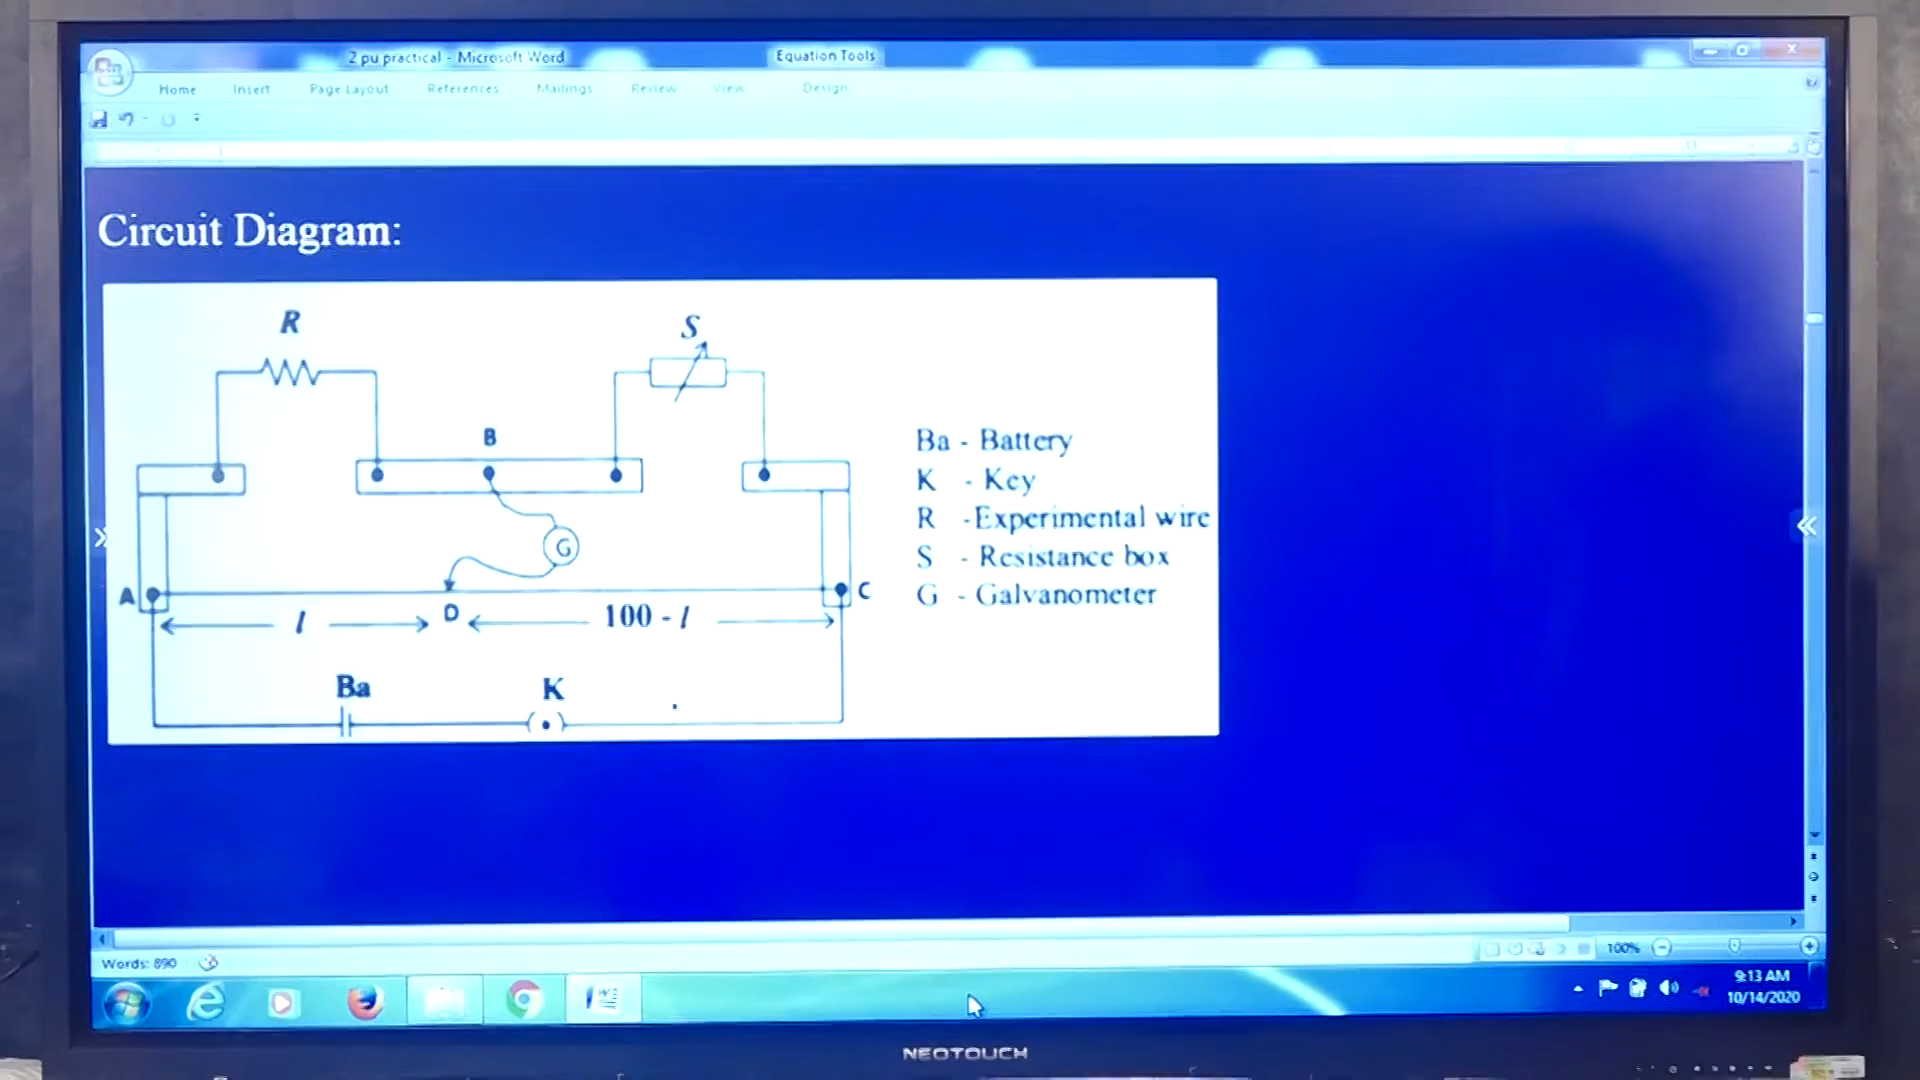 2 pu practical - Microsoft Word
Equation Tools
Home Insert Page Layout References Mailings Review View Design
Circuit Diagram:
R
S
B
G
A
C
l
D
100 - l
Ba
K
Ba - Battery
K - Key
R - Experimental wire
S - Resistance box
G - Galvanometer
Words: 890
100%
9:13 AM
10/14/2020
NEOTOUCH